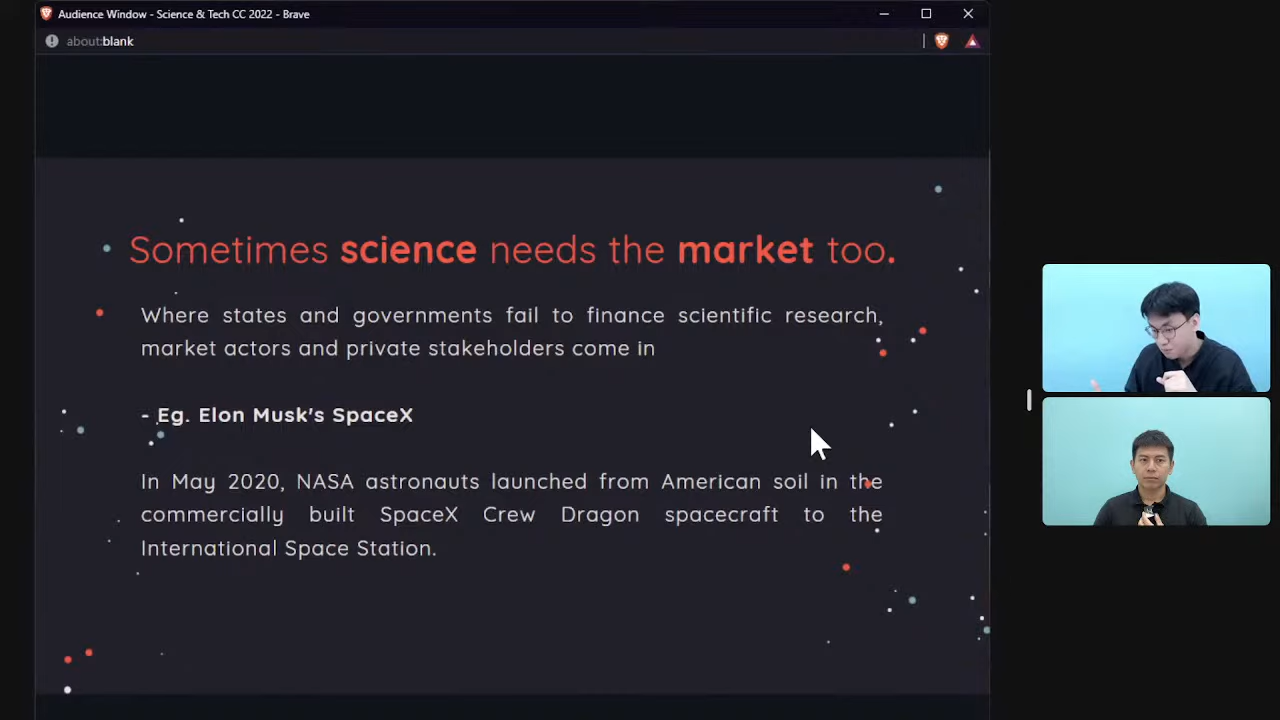 Audience Window - Science & Tech CC 2022 - Brave
about:blank
Sometimes science needs the market too.
Where states and governments fail to finance scientific research,
market actors and private stakeholders come in
- Eg. Elon Musk's SpaceX
In May 2020, NASA astronauts launched from American soil in the
commercially built SpaceX Crew Dragon spacecraft to the
International Space Station.